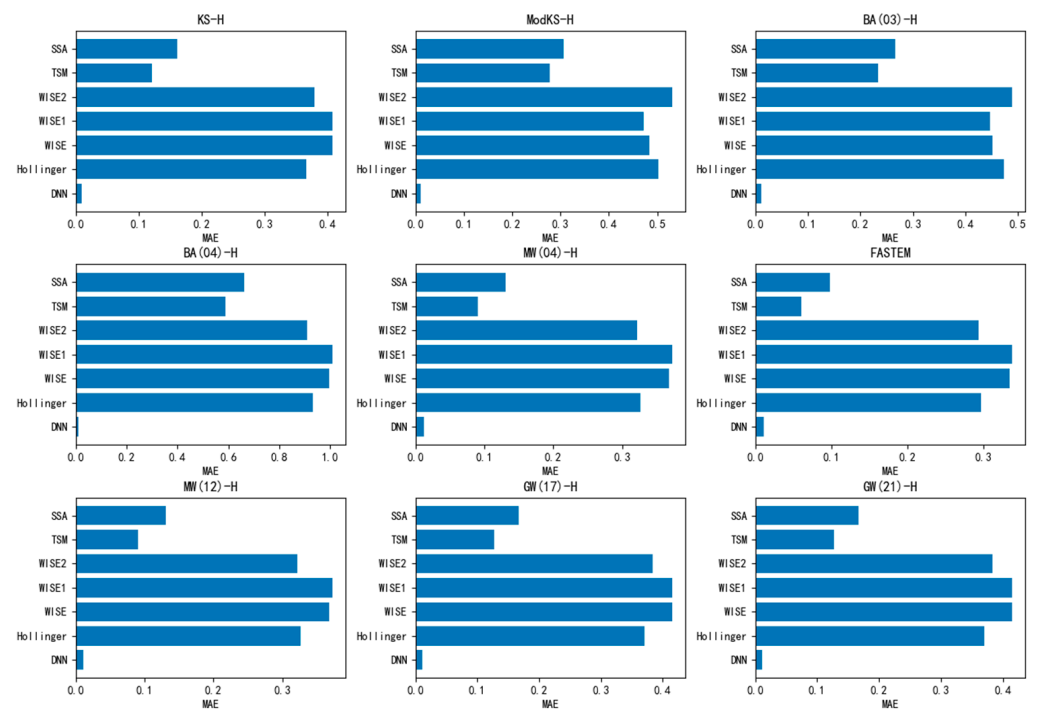 KS-H
SSA
TSM
WISE2
WISE1
WISE
Hollinger
DNN
0.0 0.1 0.2 0.3 0.4
MAE
ModKS-H
SSA
TSM
WISE2
WISE1
WISE
Hollinger
DNN
0.0 0.1 0.2 0.3 0.4 0.5
MAE
BA(03)-H
SSA
TSM
WISE2
WISE1
WISE
Hollinger
DNN
0.0 0.1 0.2 0.3 0.4 0.5
MAE
BA(04)-H
SSA
TSM
WISE2
WISE1
WISE
Hollinger
DNN
0.0 0.2 0.4 0.6 0.8 1.0
MAE
MW(04)-H
SSA
TSM
WISE2
WISE1
WISE
Hollinger
DNN
0.0 0.1 0.2 0.3
MAE
FASTEM
SSA
TSM
WISE2
WISE1
WISE
Hollinger
DNN
0.0 0.1 0.2 0.3
MAE
MW(12)-H
SSA
TSM
WISE2
WISE1
WISE
Hollinger
DNN
0.0 0.1 0.2 0.3
MAE
GW(17)-H
SSA
TSM
WISE2
WISE1
WISE
Hollinger
DNN
0.0 0.1 0.2 0.3 0.4
MAE
GW(21)-H
SSA
TSM
WISE2
WISE1
WISE
Hollinger
DNN
0.0 0.1 0.2 0.3 0.4
MAE